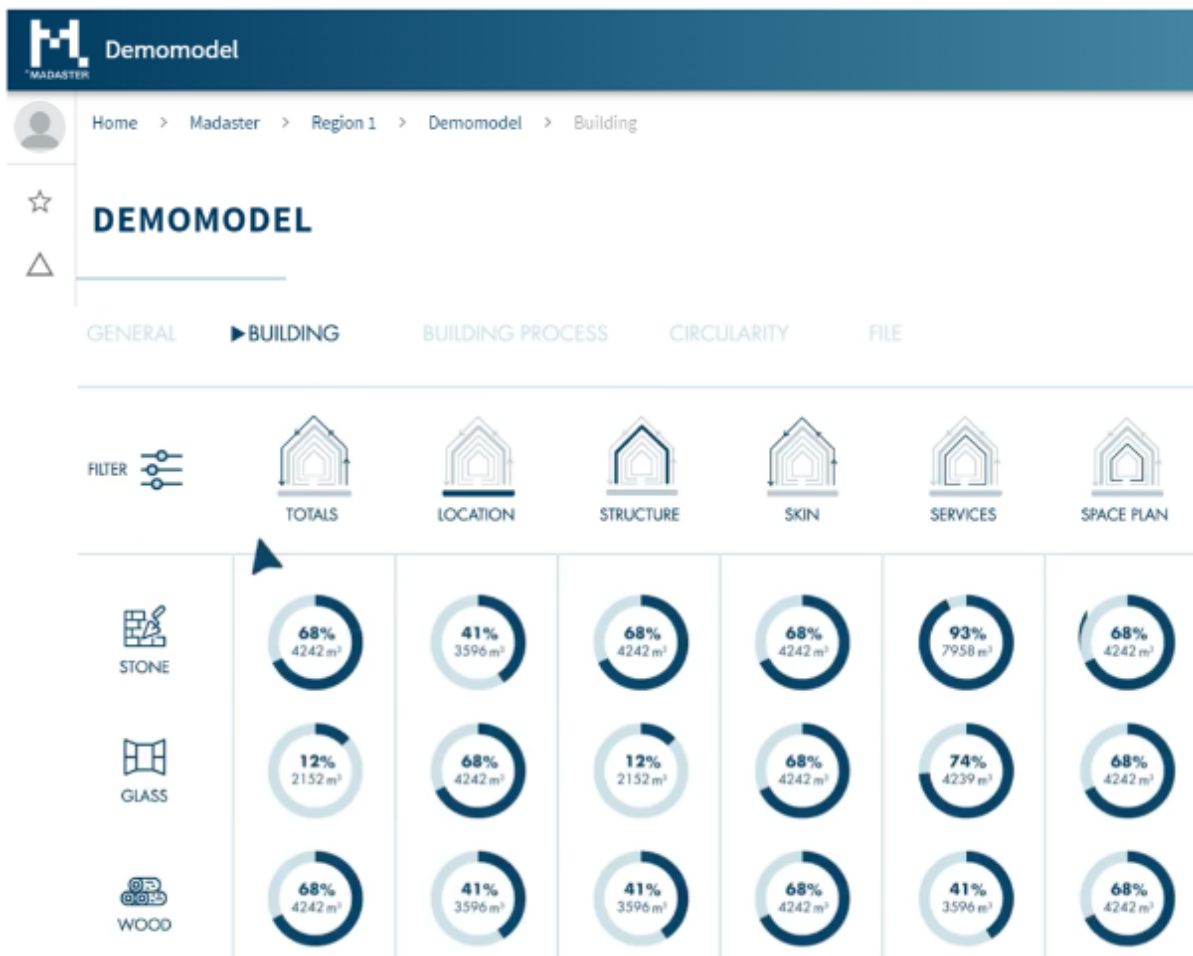 Demomodel
MADASTER
Home > Madaster > Region 1 > Demomodel > Building
DEMOMODEL
GENERAL ▶BUILDING BUILDING PROCESS CIRCULARITY FILE
FILTER TOTALS LOCATION STRUCTURE SKIN SERVICES SPACE PLAN
STONE
68% 41% 68% 68% 93% 68%
4242 m³ 3596 m³ 4242 m³ 4242 m³ 7958 m³ 4242 m³
GLASS
12% 68% 12% 68% 74% 68%
2152 m³ 4242 m³ 2152 m³ 4242 m³ 4239 m³ 4242 m³
WOOD
68% 41% 41% 68% 41% 68%
4242 m³ 3596 m³ 3596 m³ 4242 m³ 3596 m³ 4242 m³